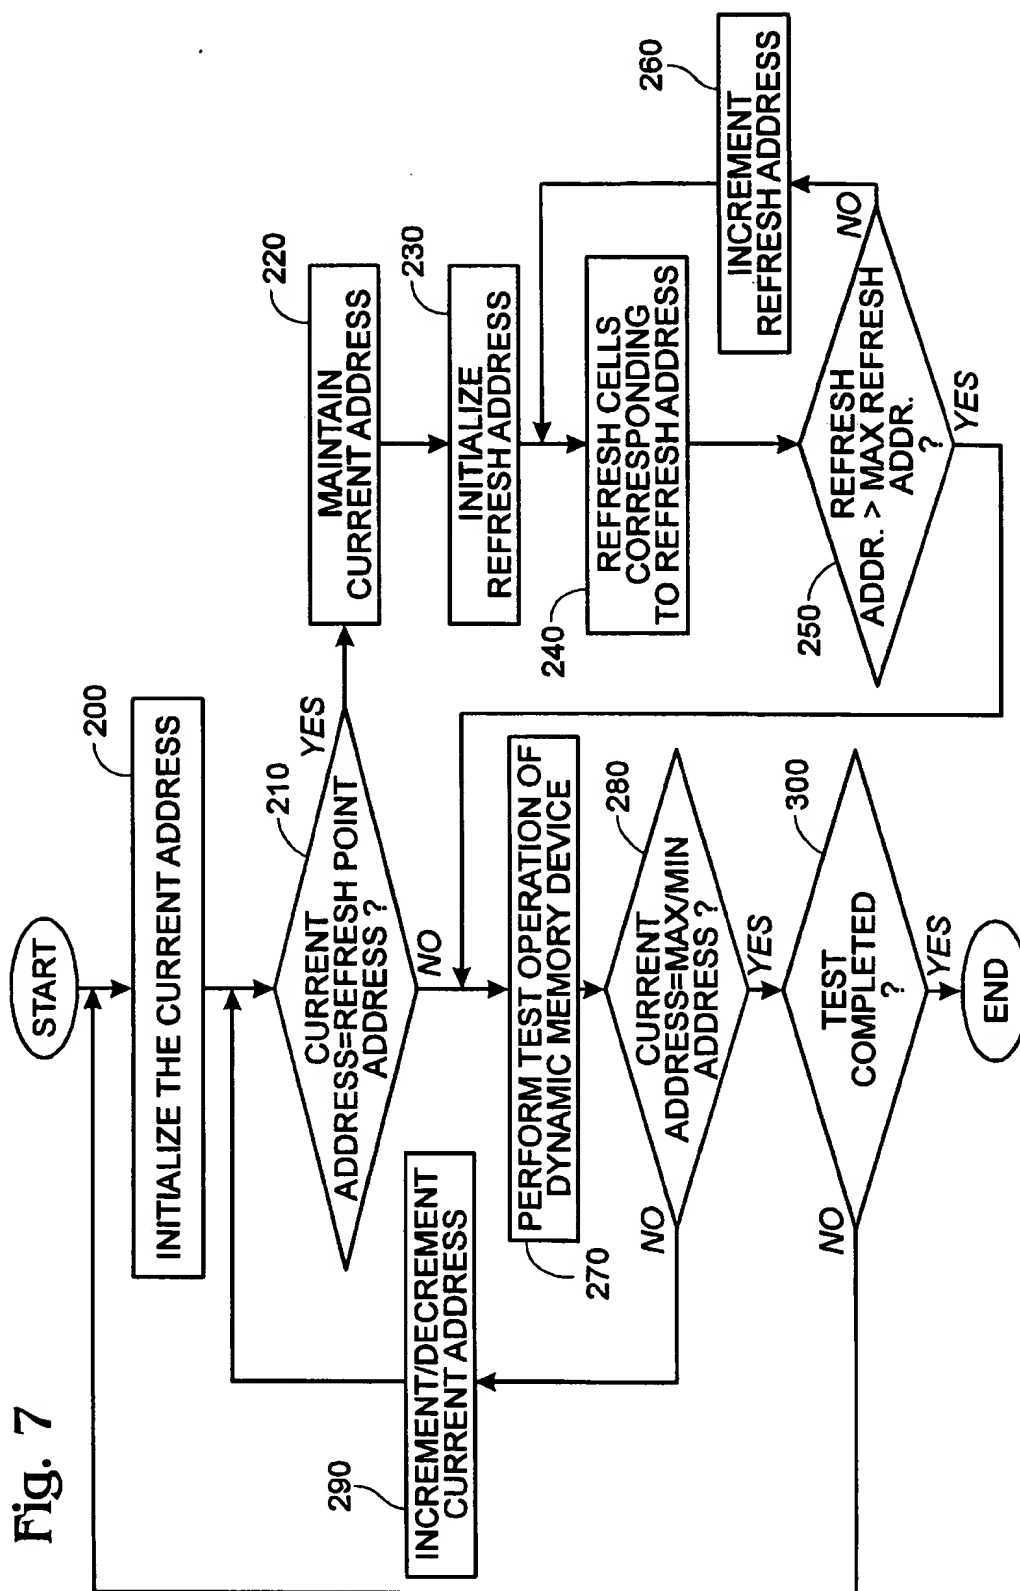 Fig. 7
START
200
INITIALIZE THE CURRENT ADDRESS
210
CURRENT
ADDRESS=REFRESH POINT
ADDRESS ?
YES
NO
220
MAINTAIN
CURRENT ADDRESS
230
INITIALIZE
REFRESH ADDRESS
240
REFRESH CELLS
CORRESPONDING
TO REFRESH ADDRESS
250
REFRESH
ADDR. > MAX REFRESH
ADDR.
?
NO
YES
260
INCREMENT
REFRESH ADDRESS
270
PERFORM TEST OPERATION OF
DYNAMIC MEMORY DEVICE
280
CURRENT
ADDRESS=MAX/MIN
ADDRESS ?
NO
YES
290
INCREMENT/DECREMENT
CURRENT ADDRESS
300
TEST
COMPLETED
?
NO
YES
END